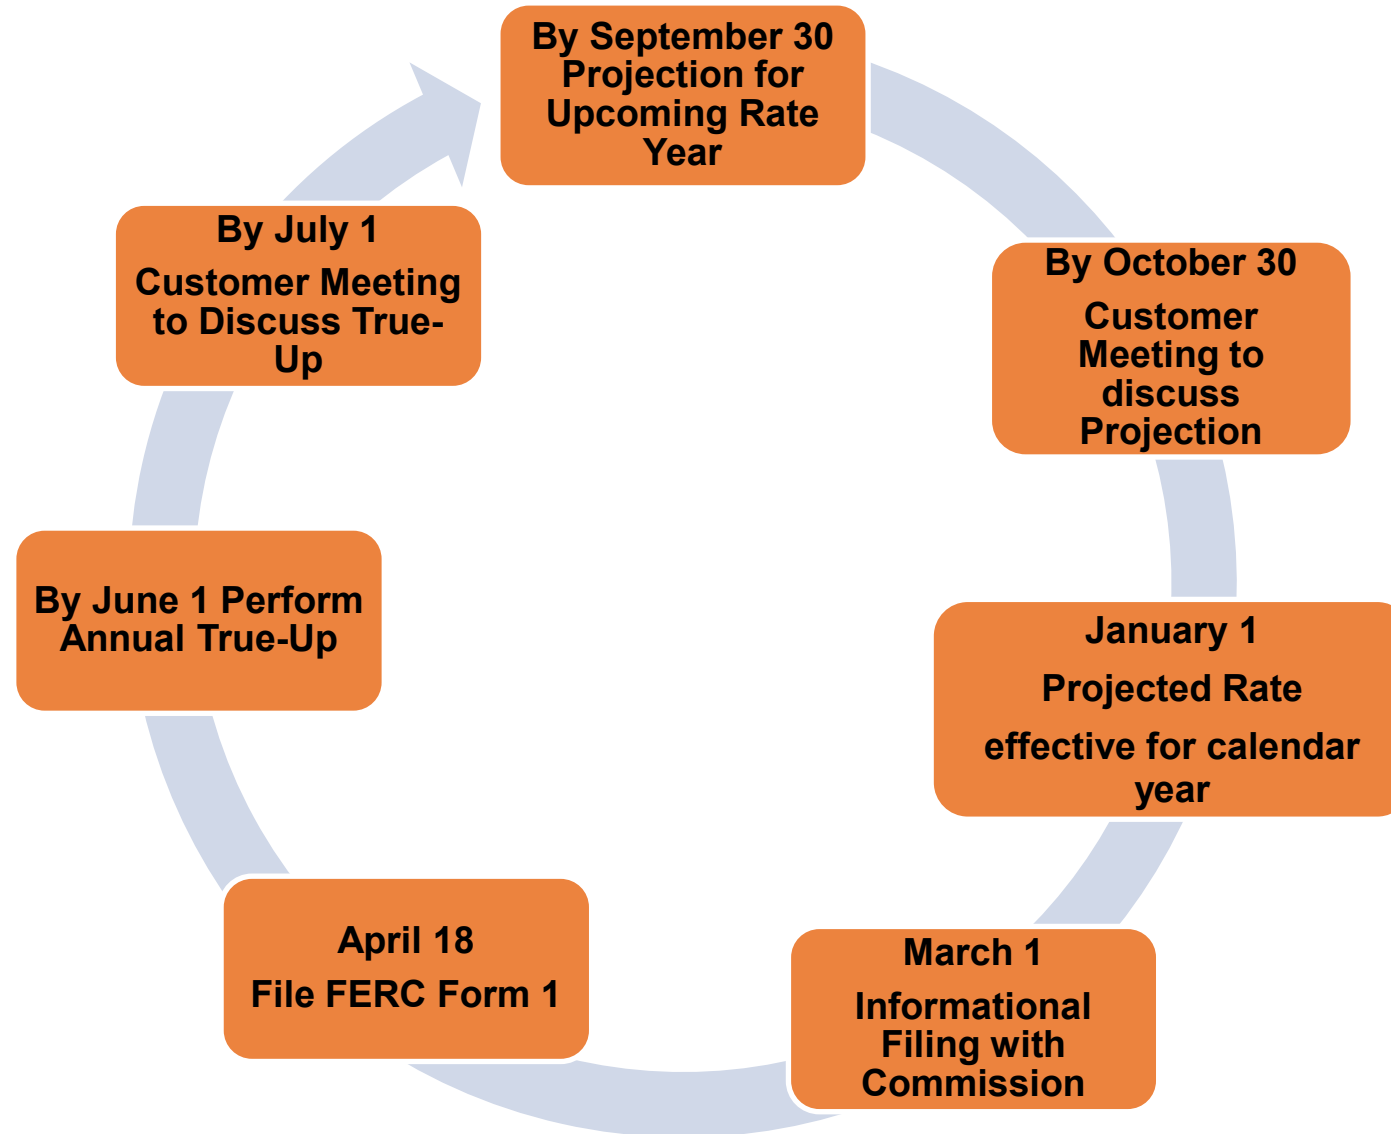 By September 30
Projection for
Upcoming Rate
Year
By October 30
Customer
Meeting to
discuss
Projection
January 1
Projected Rate
effective for calendar
year
March 1
Informational
Filing with
Commission
April 18
File FERC Form 1
By June 1 Perform
Annual True-Up
By July 1
Customer Meeting
to Discuss True-
Up